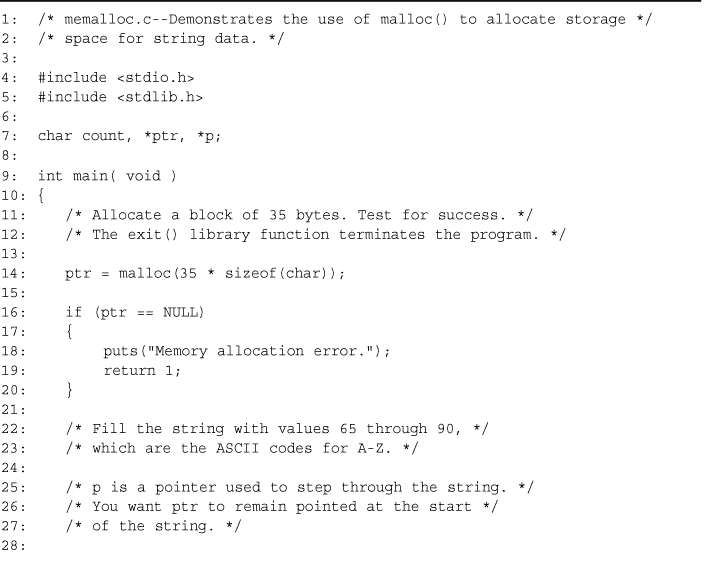 1: /* memalloc.c--Demonstrates the use of malloc() to allocate storage */
2: /* space for string data. */
3:
4: #include <stdio.h>
5: #include <stdlib.h>
6:
7: char count, *ptr, *p;
8:
9: int main( void )
10: {
11: /* Allocate a block of 35 bytes. Test for success. */
12: /* The exit() library function terminates the program. */
13:
14: ptr = malloc(35 * sizeof(char));
15:
16: if (ptr == NULL)
17: {
18: puts("Memory allocation error.");
19: return 1;
20: }
21:
22: /* Fill the string with values 65 through 90, */
23: /* which are the ASCII codes for A-Z. */
24:
25: /* p is a pointer used to step through the string. */
26: /* You want ptr to remain pointed at the start */
27: /* of the string. */
28: